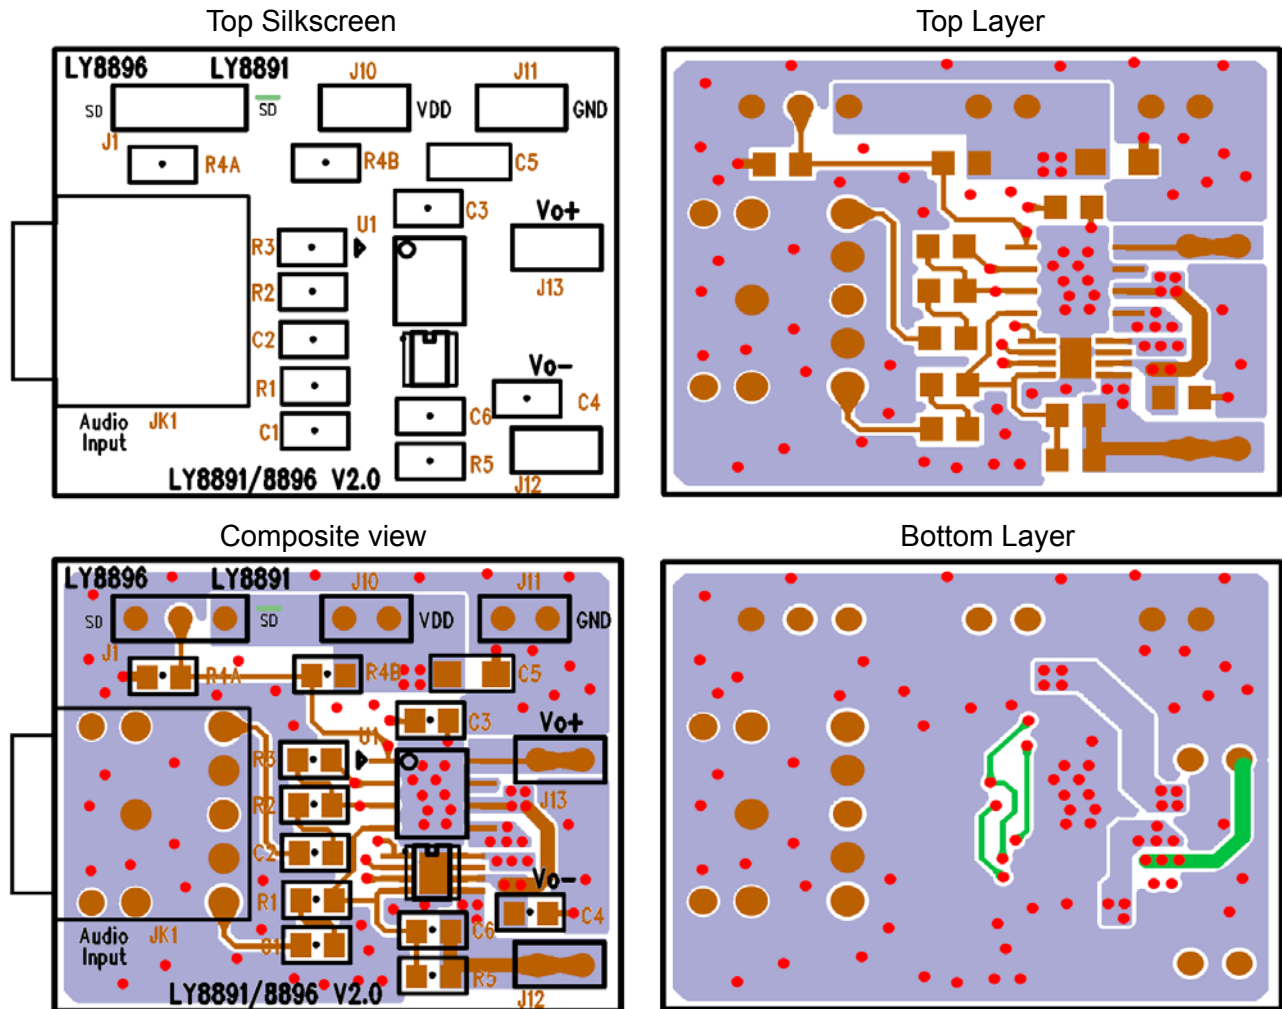 Top Silkscreen
LY8896 LY8891 J10 J11
SD SD VDD GND
J1
R4A R4B C5
C3
Vo+
U1
R3
J13
R2
C2
Vo-
R1 C4
Audio
Input
JK1 C6
C1
R5
LY8891/8896 V2.0 J12
Top Layer
Composite view
LY8896 LY8891 J10 J11
SD SD VDD GND
J1
R4A R4B C5
C3
Vo+
U1
R3
J13
R2
C2
Vo-
R1 C4
Audio
Input
JK1 C6
C1
R5
LY8891/8896 V2.0 J12
Bottom Layer